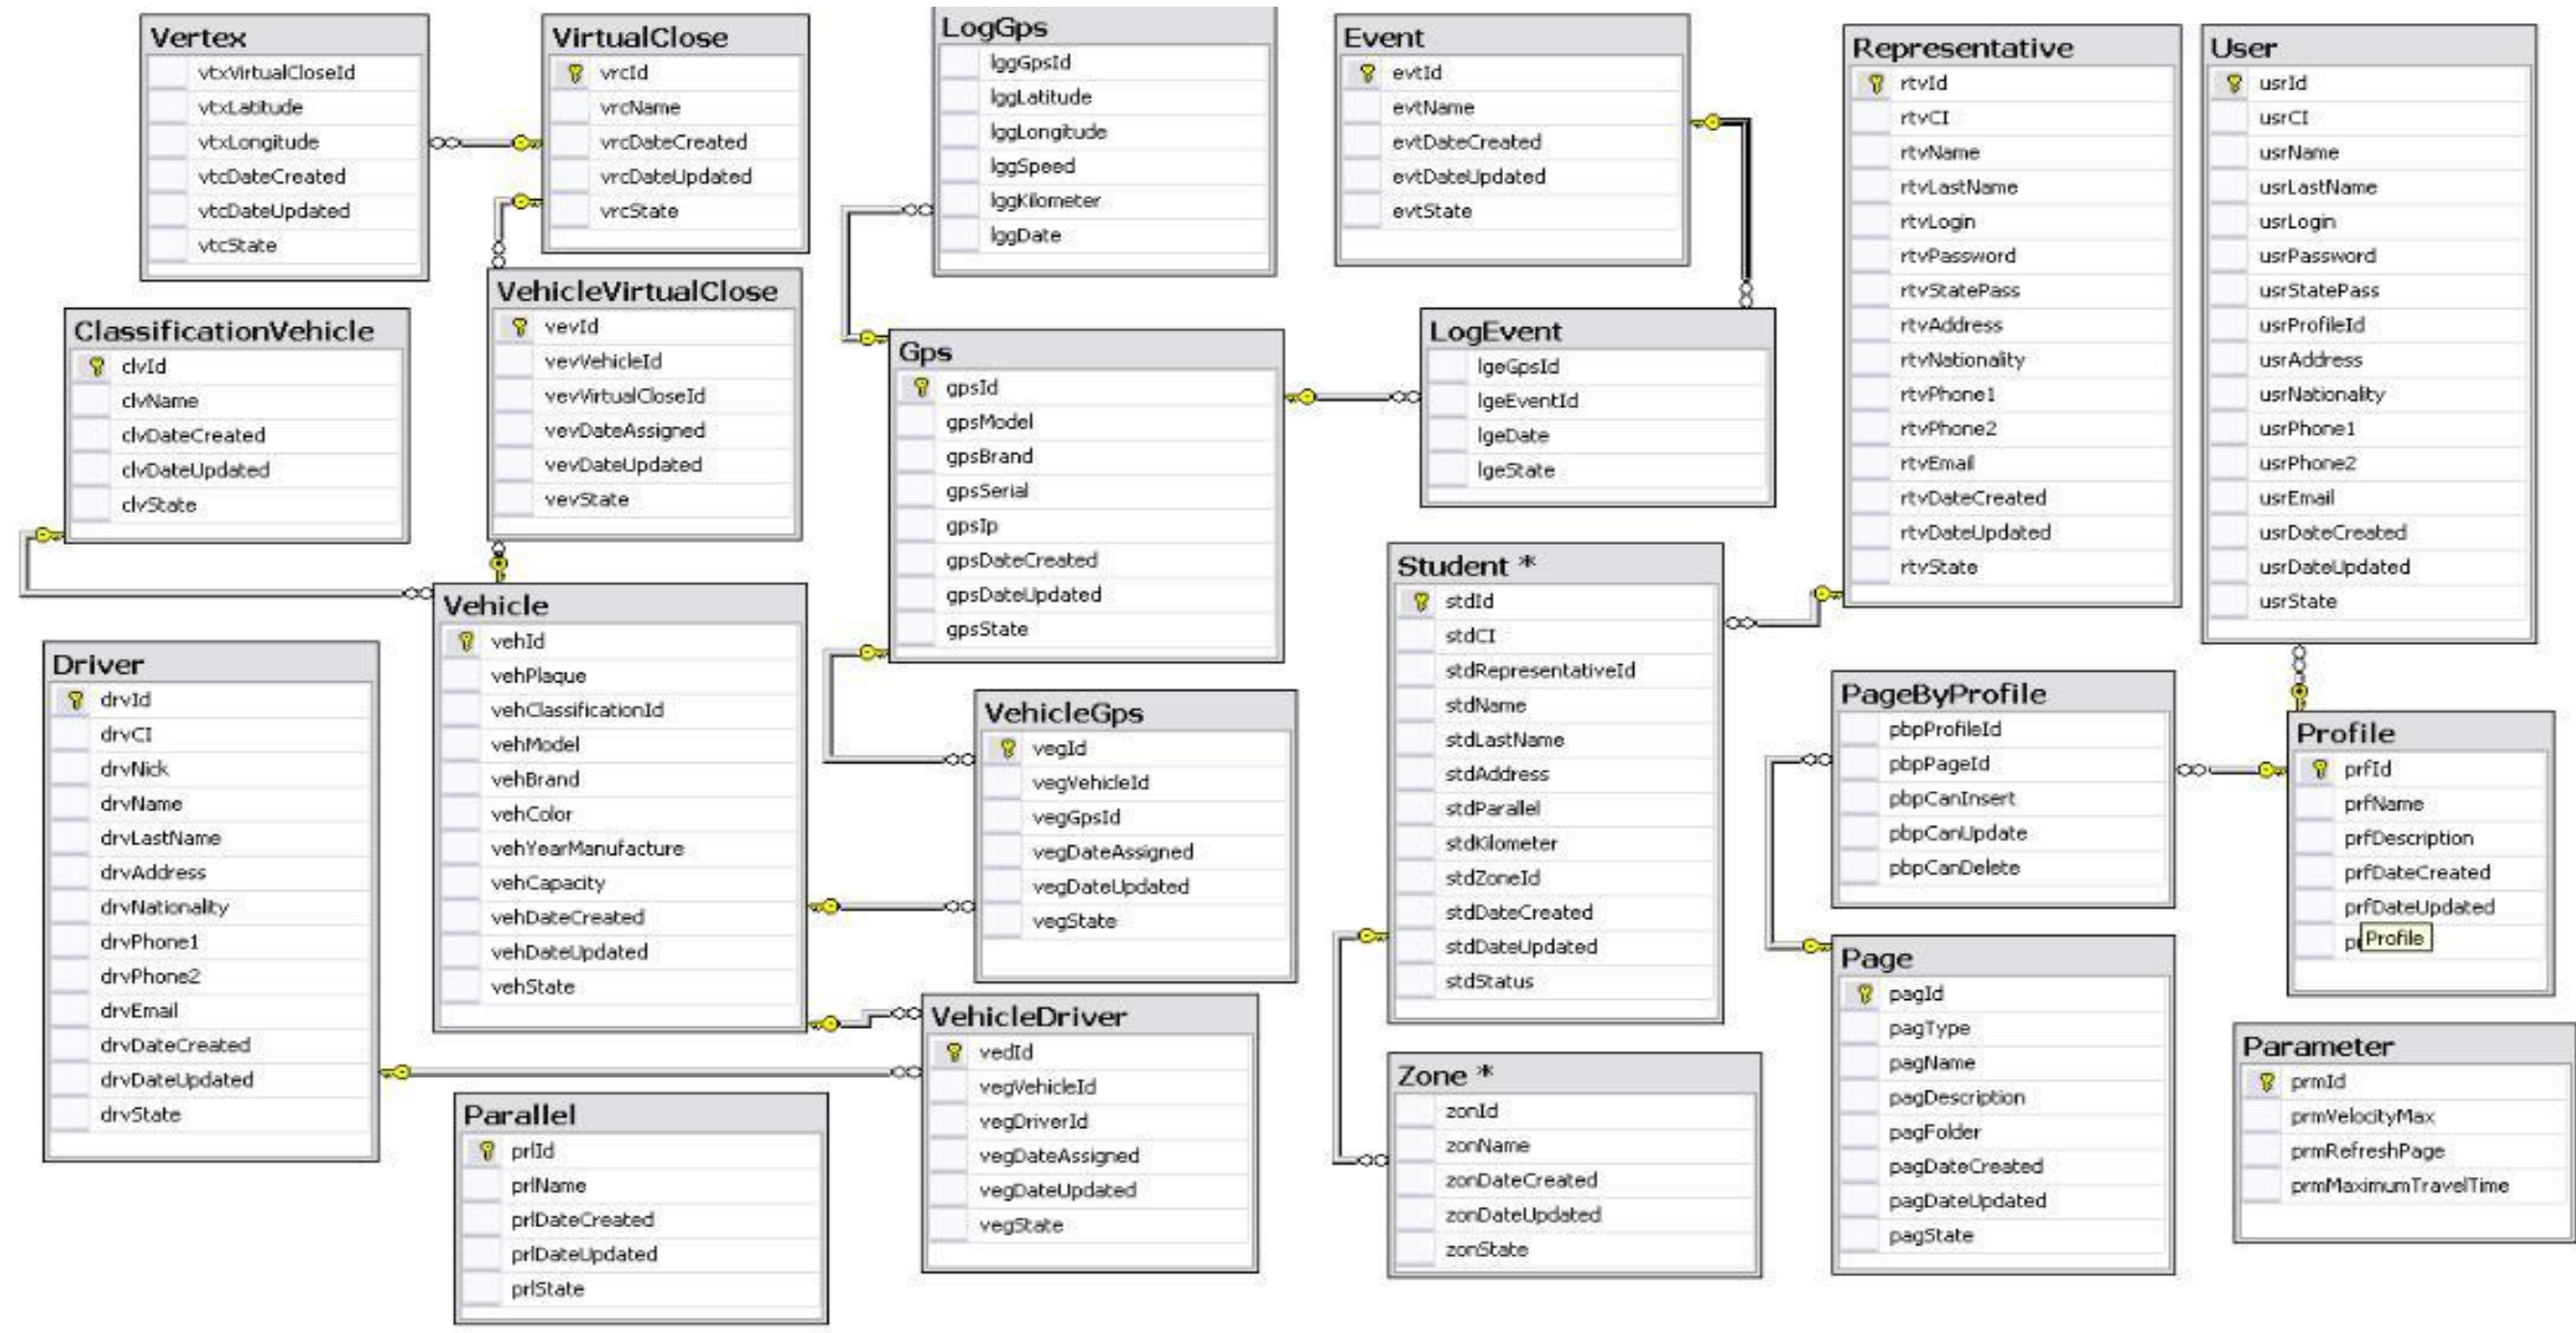 Vertex
vtxVirtualCloseId
vtxLatitude
vtxLongitude
vtcDateCreated
vtcDateUpdated
vtcState
VirtualClose
vrcId
vrcName
vrcDateCreated
vrcDateUpdated
vrcState
LogGps
lggGpsId
lggLatitude
lggLongitude
lggSpeed
lggKilometer
lggDate
Event
evtId
evtName
evtDateCreated
evtDateUpdated
evtState
Representative
rtvId
rtvCI
rtvName
rtvLastName
rtvLogin
rtvPassword
rtvStatePass
rtvAddress
rtvNationality
rtvPhone1
rtvPhone2
rtvEmail
rtvDateCreated
rtvDateUpdated
rtvState
User
usrId
usrCI
usrName
usrLastName
usrLogin
usrPassword
usrStatePass
usrProfileId
usrAddress
usrNationality
usrPhone1
usrPhone2
usrEmail
usrDateCreated
usrDateUpdated
usrState
ClassificationVehicle
clvId
clvName
clvDateCreated
clvDateUpdated
clvState
VehicleVirtualClose
vevId
vevVehicleId
vevVirtualCloseId
vevDateAssigned
vevDateUpdated
vevState
Gps
gpsId
gpsModel
gpsBrand
gpsSerial
gpsIp
gpsDateCreated
gpsDateUpdated
gpsState
LogEvent
lgeGpsId
lgeEventId
lgeDate
lgeState
Driver
drvId
drvCI
drvNick
drvName
drvLastName
drvAddress
drvNationality
drvPhone1
drvPhone2
drvEmail
drvDateCreated
drvDateUpdated
drvState
Vehicle
vehId
vehPlaque
vehClassificationId
vehModel
vehBrand
vehColor
vehYearManufacture
vehCapacity
vehDateCreated
vehDateUpdated
vehState
VehicleGps
vegId
vegVehicleId
vegGpsId
vegDateAssigned
vegDateUpdated
vegState
Student *
stdId
stdCI
stdRepresentativeId
stdName
stdLastName
stdAddress
stdParallel
stdKilometer
stdZoneId
stdDateCreated
stdDateUpdated
stdStatus
PageByProfile
pbpProfileId
pbpPageId
pbpCanInsert
pbpCanUpdate
pbpCanDelete
Profile
prfId
prfName
prfDescription
prfDateCreated
prfDateUpdated
Profile
Parallel
prlId
prlName
prlDateCreated
prlDateUpdated
prlState
VehicleDriver
vedId
vegVehicleId
vegDriverId
vegDateAssigned
vegDateUpdated
vegState
Zone *
zonId
zonName
zonDateCreated
zonDateUpdated
zonState
Page
pagId
pagType
pagName
pagDescription
pagFolder
pagDateCreated
pagDateUpdated
pagState
Parameter
prmId
prmVelocityMax
prmRefreshPage
prmMaximumTravelTime